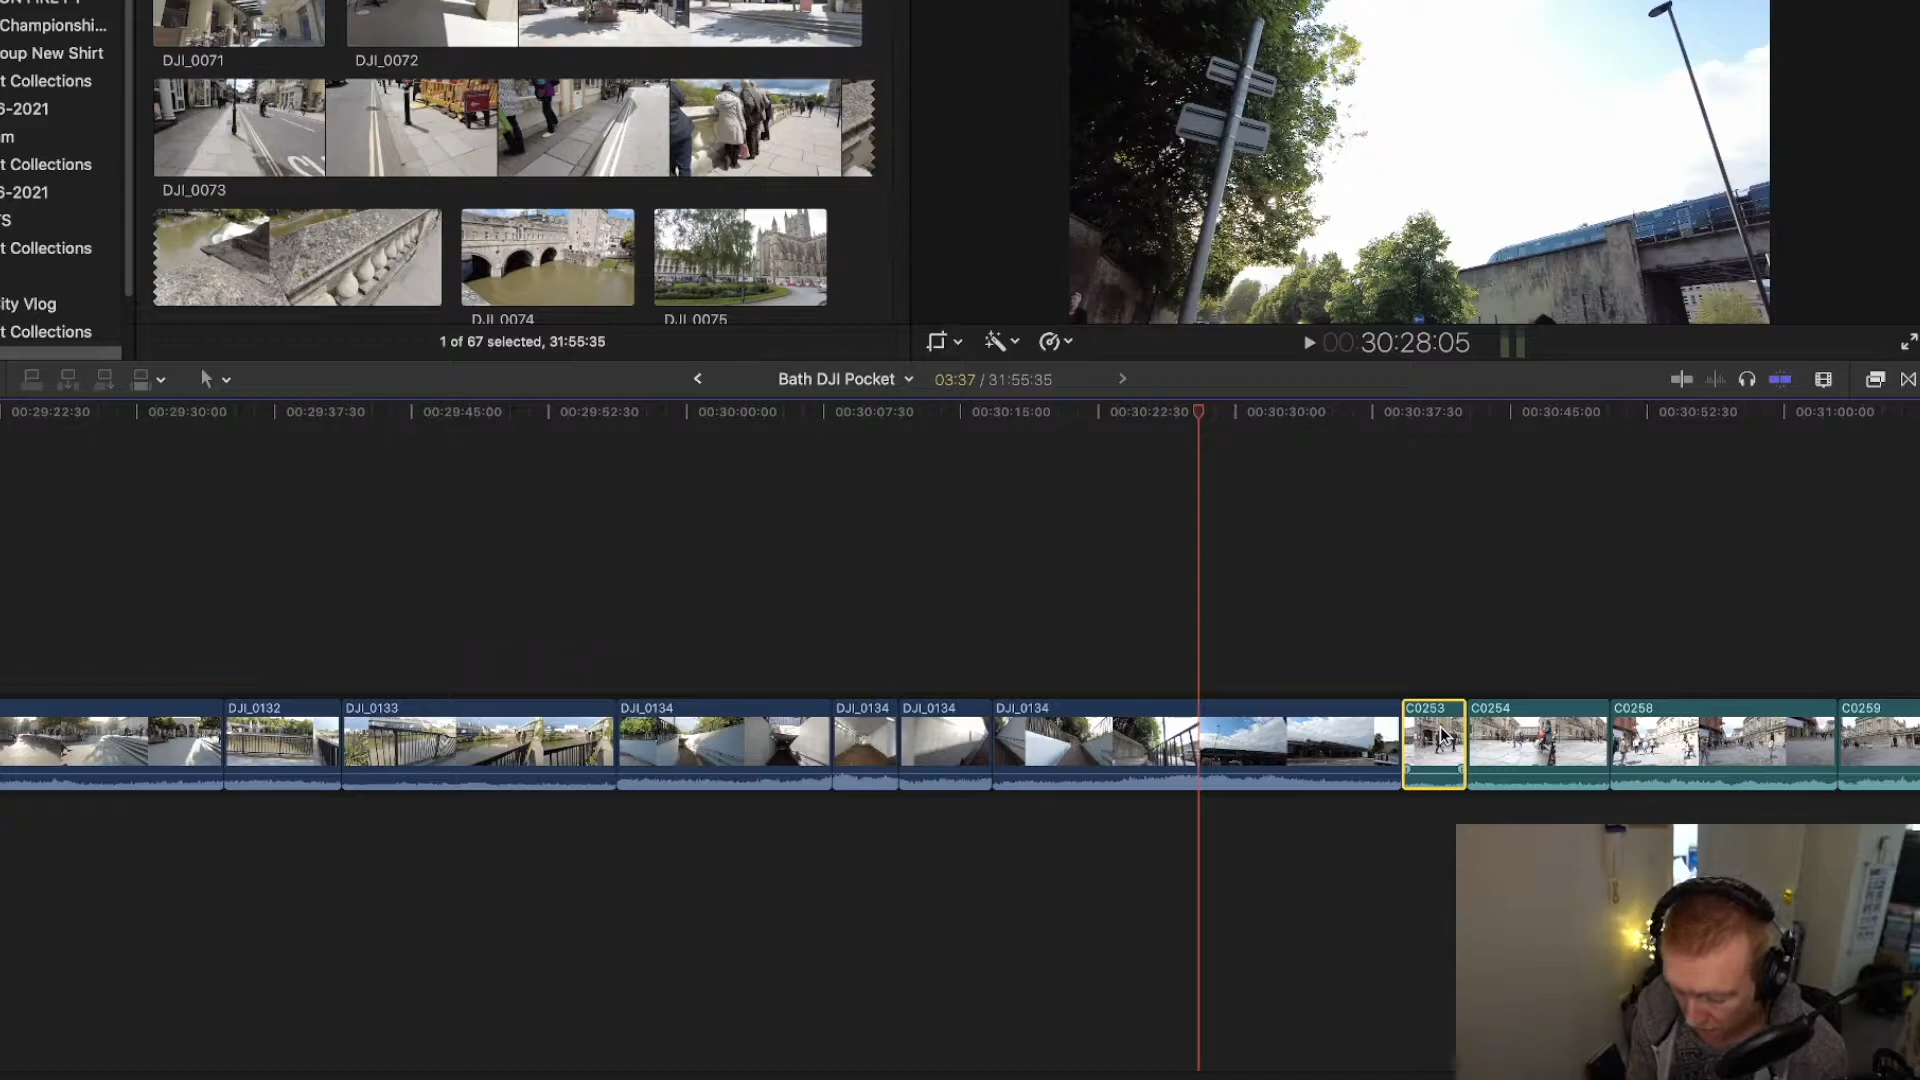 Championshi...
oup New Shirt
t Collections
6-2021
am
t Collections
6-2021
t Collections
ity Vlog
t Collections
DJI_0071
DJI_0072
DJI_0073
DJI_0074
DJI_0075
1 of 67 selected, 31:55:35
00:30:28:05
Bath DJI Pocket
03:37 / 31:55:35
00:29:22:30
00:29:30:00
00:29:37:30
00:29:45:00
00:29:52:30
00:30:00:00
00:30:07:30
00:30:15:00
00:30:22:30
00:30:30:00
00:30:37:30
00:30:45:00
00:30:52:30
00:31:00:00
DJI_0132
DJI_0133
DJI_0134
DJI_0134
DJI_0134
DJI_0134
C0253
C0254
C0258
C0259